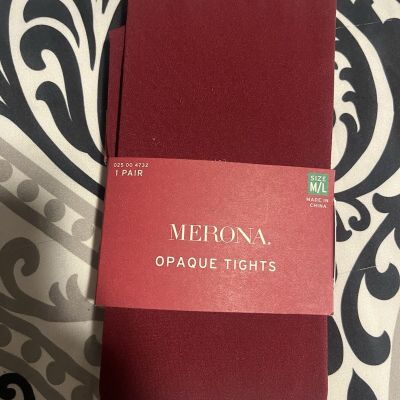 025 00 4732
1 PAIR
SIZE
M/L
MADE IN
CHINA
MERONA.
OPAQUE TIGHTS